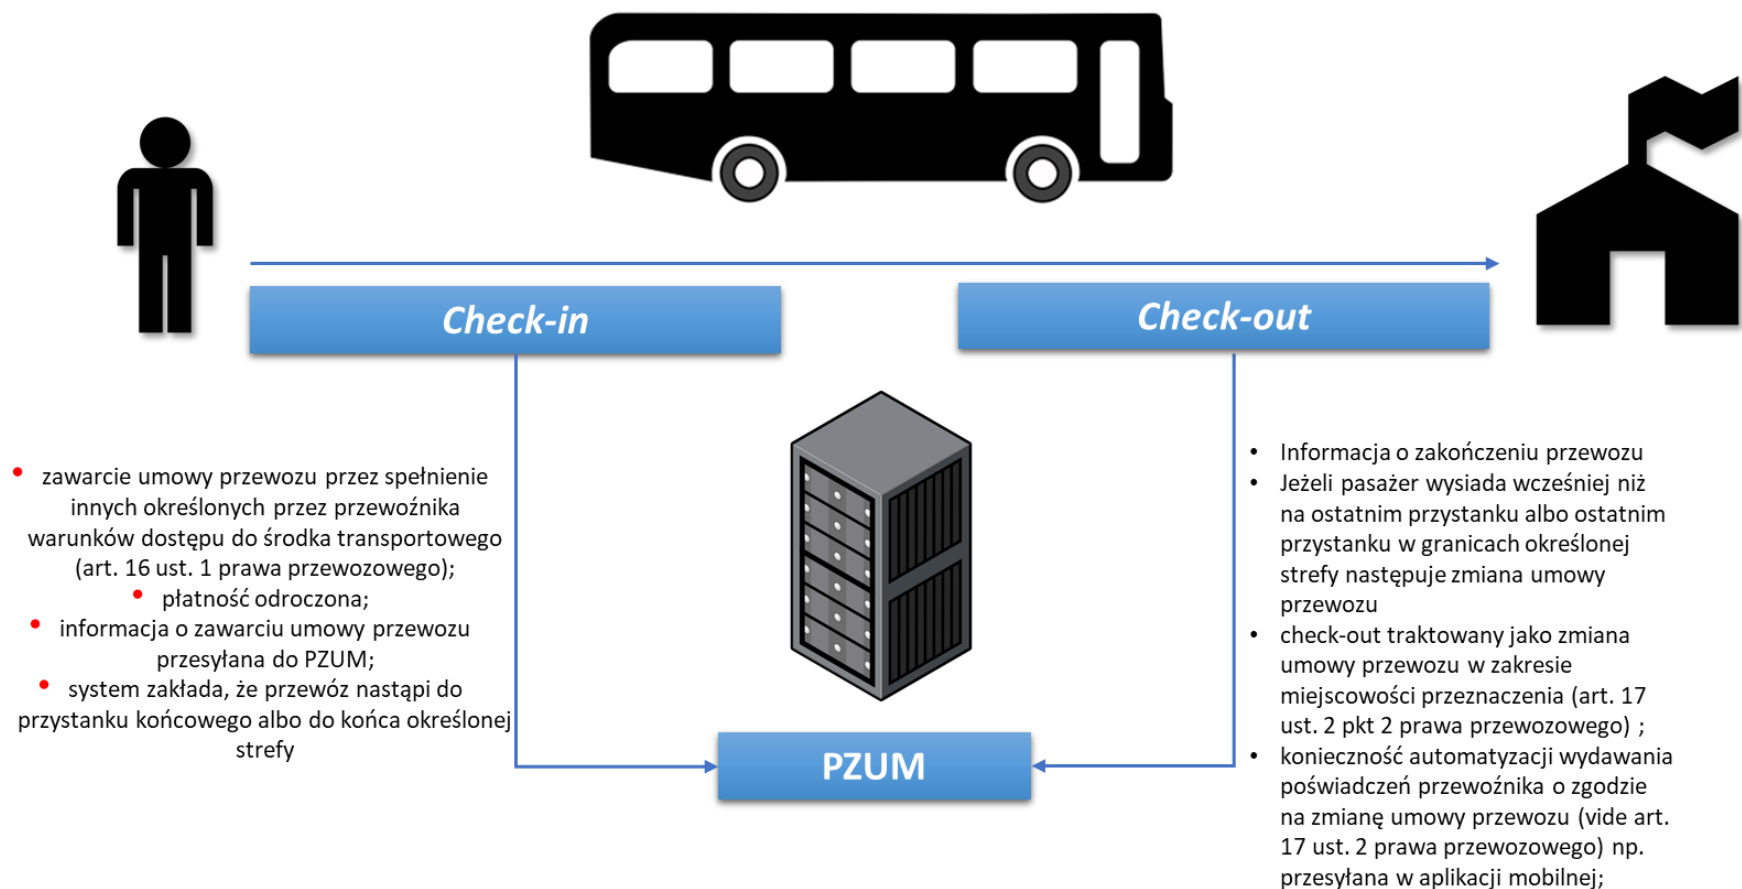 Check-in
Check-out
• zawarcie umowy przewozu przez spełnienie
innych określonych przez przewoźnika
warunków dostępu do środka transportowego
(art. 16 ust. 1 prawa przewozowego);
• płatność odroczona;
• informacja o zawarciu umowy przewozu
przesyłana do PZUM;
• system zakłada, że przewóz nastąpi do
przystanku końcowego albo do końca określonej
strefy
PZUM
• Informacja o zakończeniu przewozu
• Jeżeli pasażer wysiada wcześniej niż
na ostatnim przystanku albo ostatnim
przystanku w granicach określonej
strefy następuje zmiana umowy
przewozu
• check-out traktowany jako zmiana
umowy przewozu w zakresie
miejscowości przeznaczenia (art. 17
ust. 2 pkt 2 prawa przewozowego) ;
• konieczność automatyzacji wydawania
poświadczeń przewoźnika o zgodzie
na zmianę umowy przewozu (vide art.
17 ust. 2 prawa przewozowego) np.
przesyłana w aplikacji mobilnej;